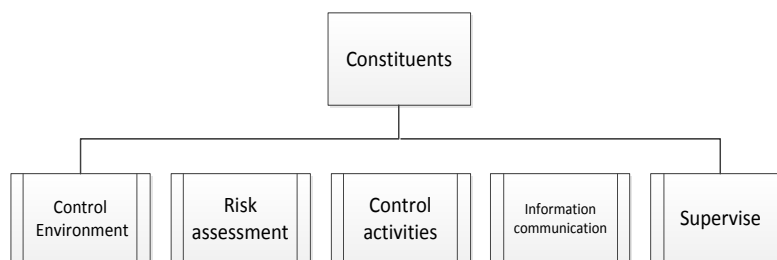 Constituents
Control
Environment
Risk
assessment
Control
activities
Information
communication
Supervise